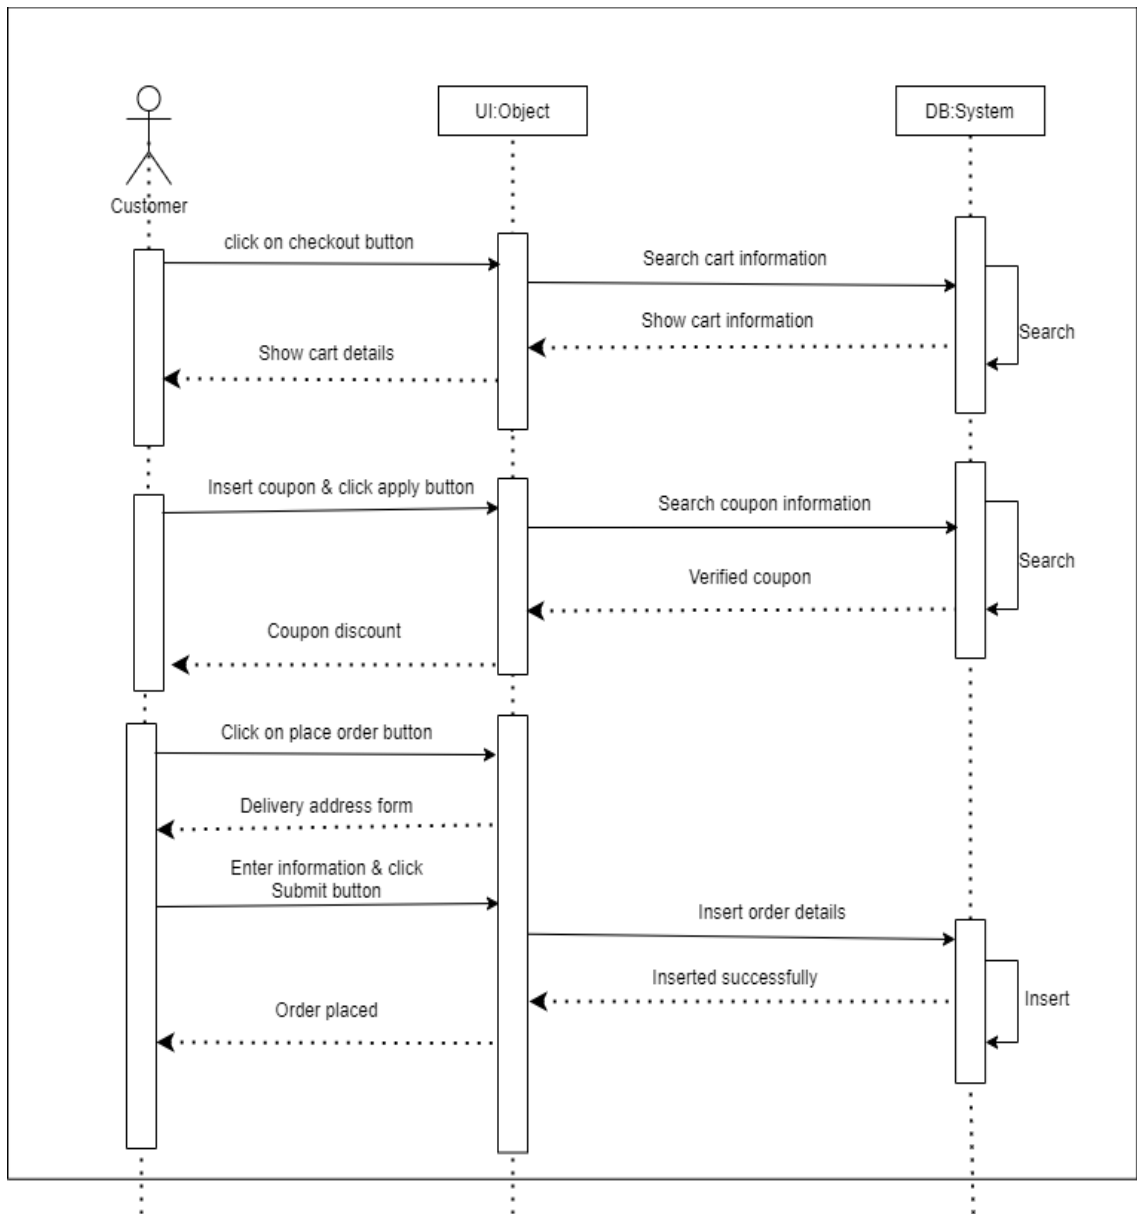 UI:Object
DB:System
Customer
click on checkout button
Search cart information
Show cart information
Search
Show cart details
Insert coupon & click apply button
Search coupon information
Search
Verified coupon
Coupon discount
Click on place order button
Delivery address form
Enter information & click
Submit button
Insert order details
Inserted successfully
Insert
Order placed